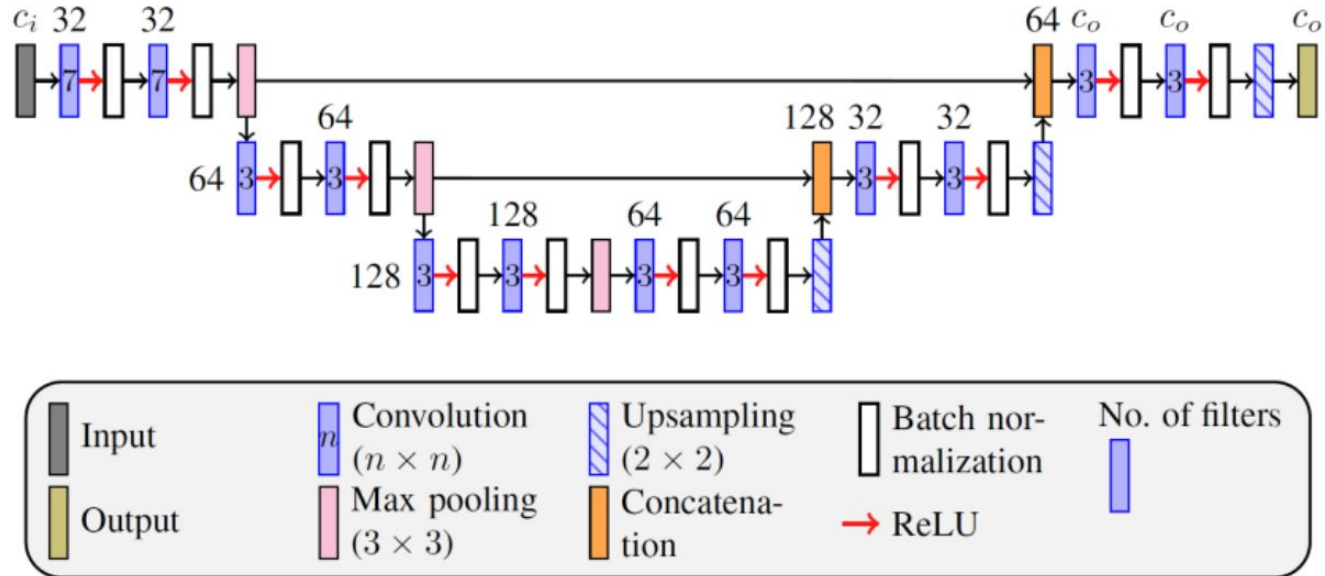 c_i 32 32 64 c_o c_o c_o
7 7 3 3
64 128 32 32
64 3 3 3 3
128 64 64
128 3 3 3 3
Input
Output
n
Convolution
(n × n)
Max pooling
(3 × 3)
Upsampling
(2 × 2)
Concatena-
tion
Batch nor-
malization
ReLU
No. of filters